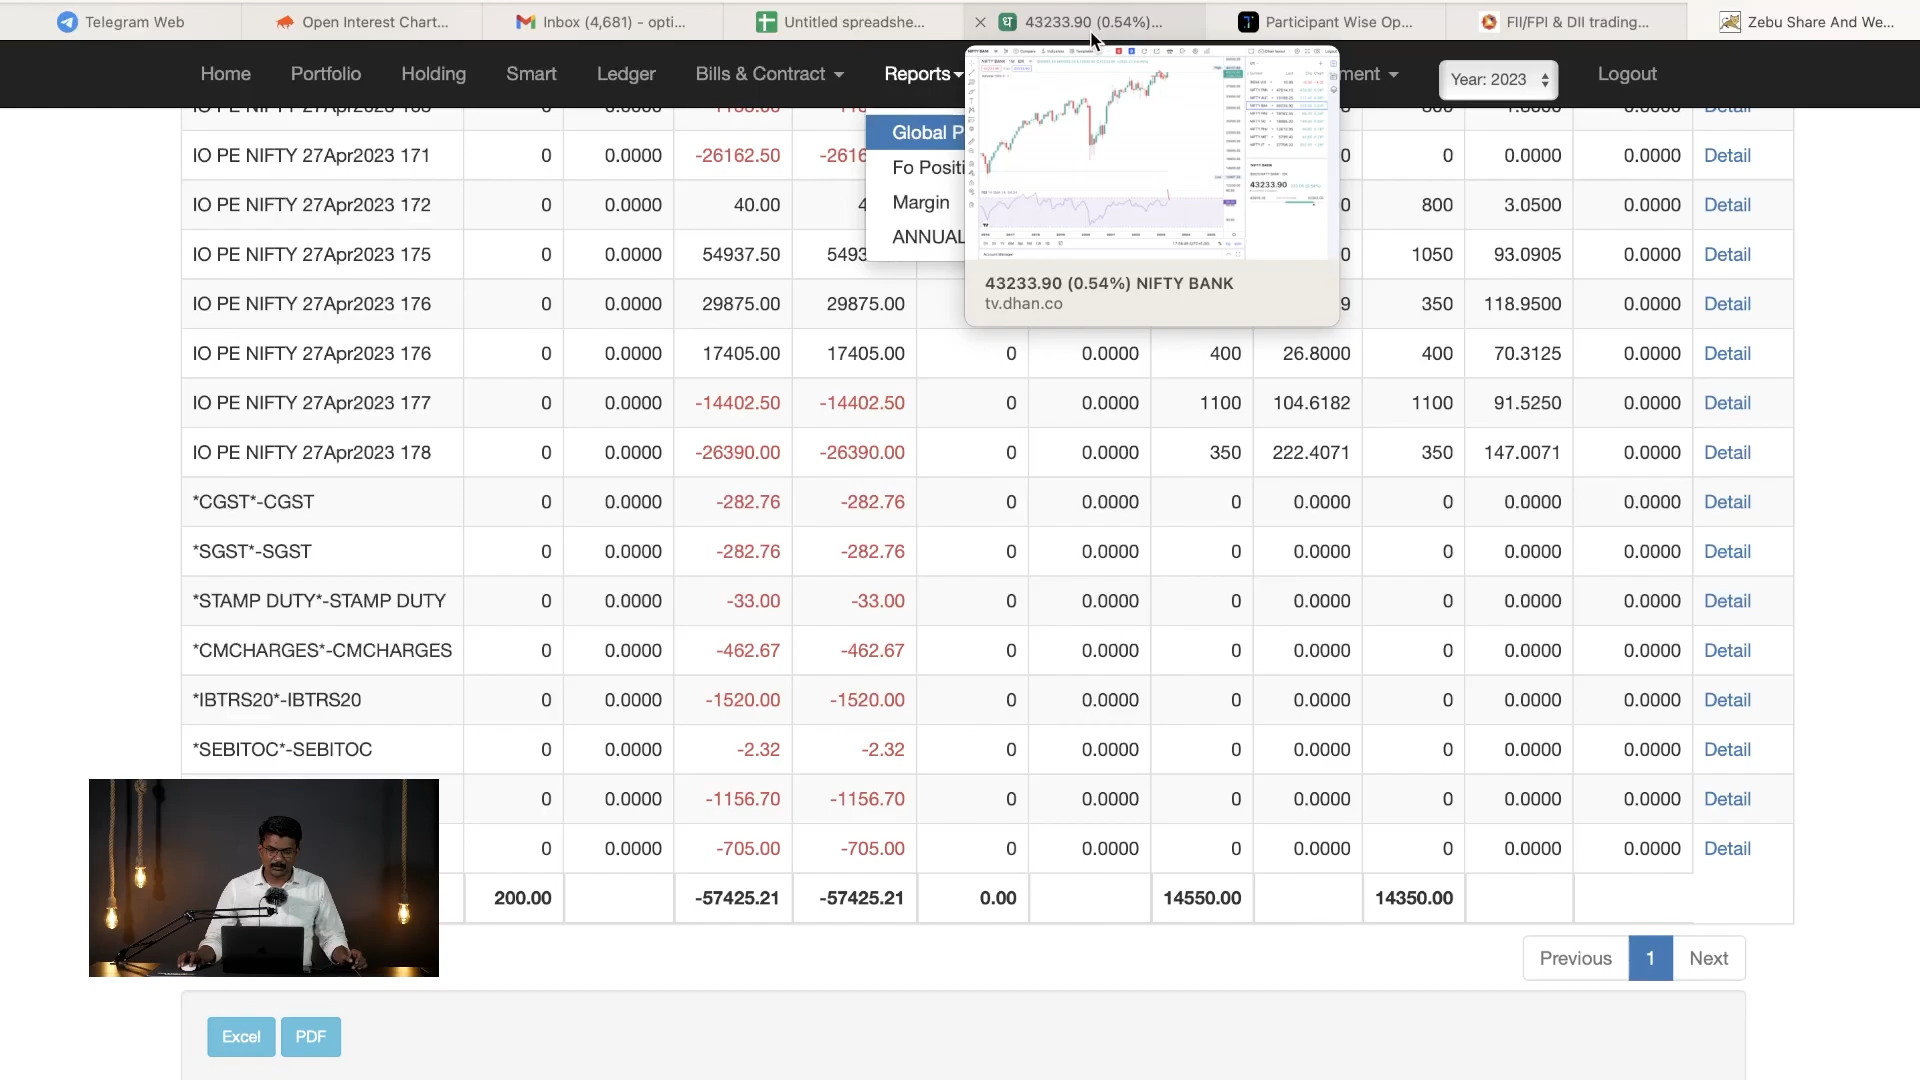 Telegram Web
Open Interest Chart...
Inbox (4,681) - opti...
Untitled spreadshe...
43233.90 (0.54%)...
Participant Wise Op...
FII/FPI & DII trading...
Zebu Share And We...
Home Portfolio Holding Smart Ledger Bills & Contract Reports ment Year: 2023 Logout
Global P
Fo Positi
Margin
ANNUAL
43233.90 (0.54%) NIFTY BANK
tv.dhan.co
IO PE NIFTY 27Apr2023 171 0 0.0000 -26162.50 -2616 0 0 0.0000 0.0000 Detail
IO PE NIFTY 27Apr2023 172 0 0.0000 40.00 4 0 800 3.0500 0.0000 Detail
IO PE NIFTY 27Apr2023 175 0 0.0000 54937.50 5493 0 1050 93.0905 0.0000 Detail
IO PE NIFTY 27Apr2023 176 0 0.0000 29875.00 29875.00 9 350 118.9500 0.0000 Detail
IO PE NIFTY 27Apr2023 176 0 0.0000 17405.00 17405.00 0 0.0000 400 26.8000 400 70.3125 0.0000 Detail
IO PE NIFTY 27Apr2023 177 0 0.0000 -14402.50 -14402.50 0 0.0000 1100 104.6182 1100 91.5250 0.0000 Detail
IO PE NIFTY 27Apr2023 178 0 0.0000 -26390.00 -26390.00 0 0.0000 350 222.4071 350 147.0071 0.0000 Detail
*CGST*-CGST 0 0.0000 -282.76 -282.76 0 0.0000 0 0.0000 0 0.0000 0.0000 Detail
*SGST*-SGST 0 0.0000 -282.76 -282.76 0 0.0000 0 0.0000 0 0.0000 0.0000 Detail
*STAMP DUTY*-STAMP DUTY 0 0.0000 -33.00 -33.00 0 0.0000 0 0.0000 0 0.0000 0.0000 Detail
*CMCHARGES*-CMCHARGES 0 0.0000 -462.67 -462.67 0 0.0000 0 0.0000 0 0.0000 0.0000 Detail
*IBTRS20*-IBTRS20 0 0.0000 -1520.00 -1520.00 0 0.0000 0 0.0000 0 0.0000 0.0000 Detail
*SEBITOC*-SEBITOC 0 0.0000 -2.32 -2.32 0 0.0000 0 0.0000 0 0.0000 0.0000 Detail
0 0.0000 -1156.70 -1156.70 0 0.0000 0 0.0000 0 0.0000 0.0000 Detail
0 0.0000 -705.00 -705.00 0 0.0000 0 0.0000 0 0.0000 0.0000 Detail
200.00 -57425.21 -57425.21 0.00 14550.00 14350.00
Previous 1 Next
Excel PDF